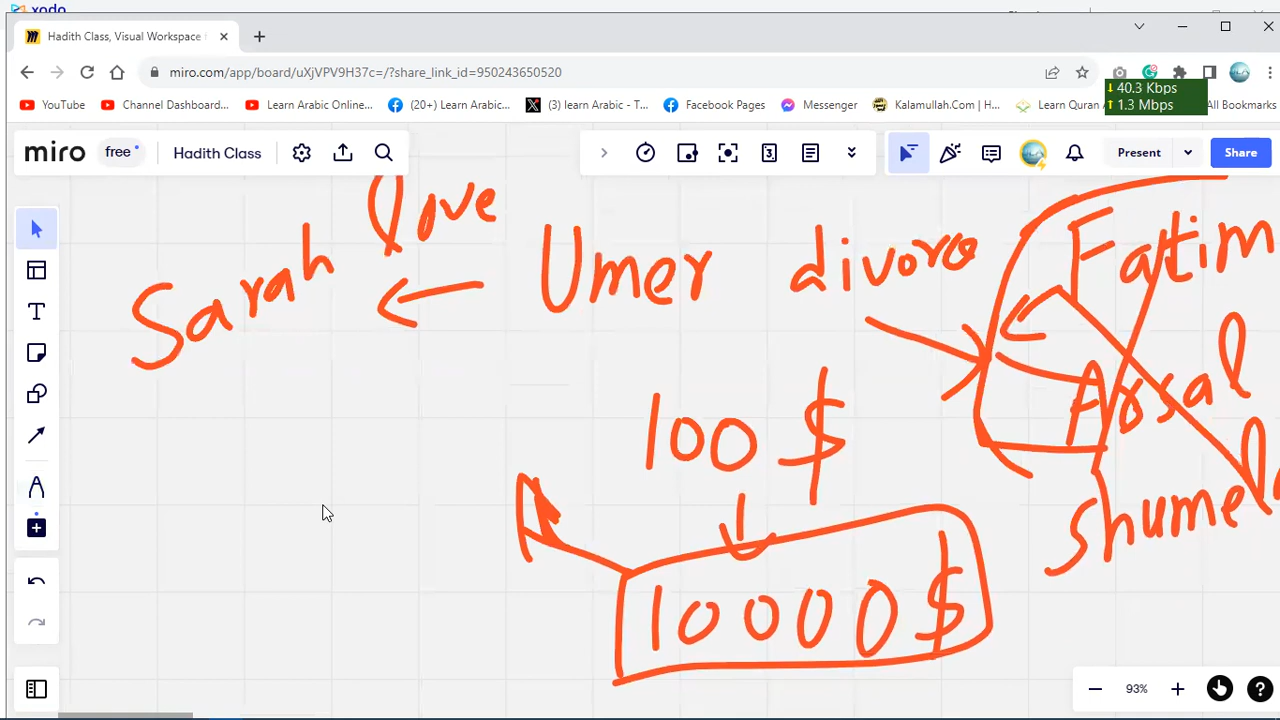 xodo
Hadith Class, Visual Workspace
miro.com/app/board/uXjVPV9H37c=/?share_link_id=950243650520
40.3 Kbps
1.3 Mbps
YouTube
Channel Dashboard...
Learn Arabic Online...
(20+) Learn Arabic...
learn Arabic - T...
Facebook Pages
Messenger
Kalamullah.Com | H...
Learn Quran
All Bookmarks
miro free Hadith Class
3
Present
Share
love
Sarah
Umer divorce
Fatim
100 $
Arsal
Shumel
10000 $
93%